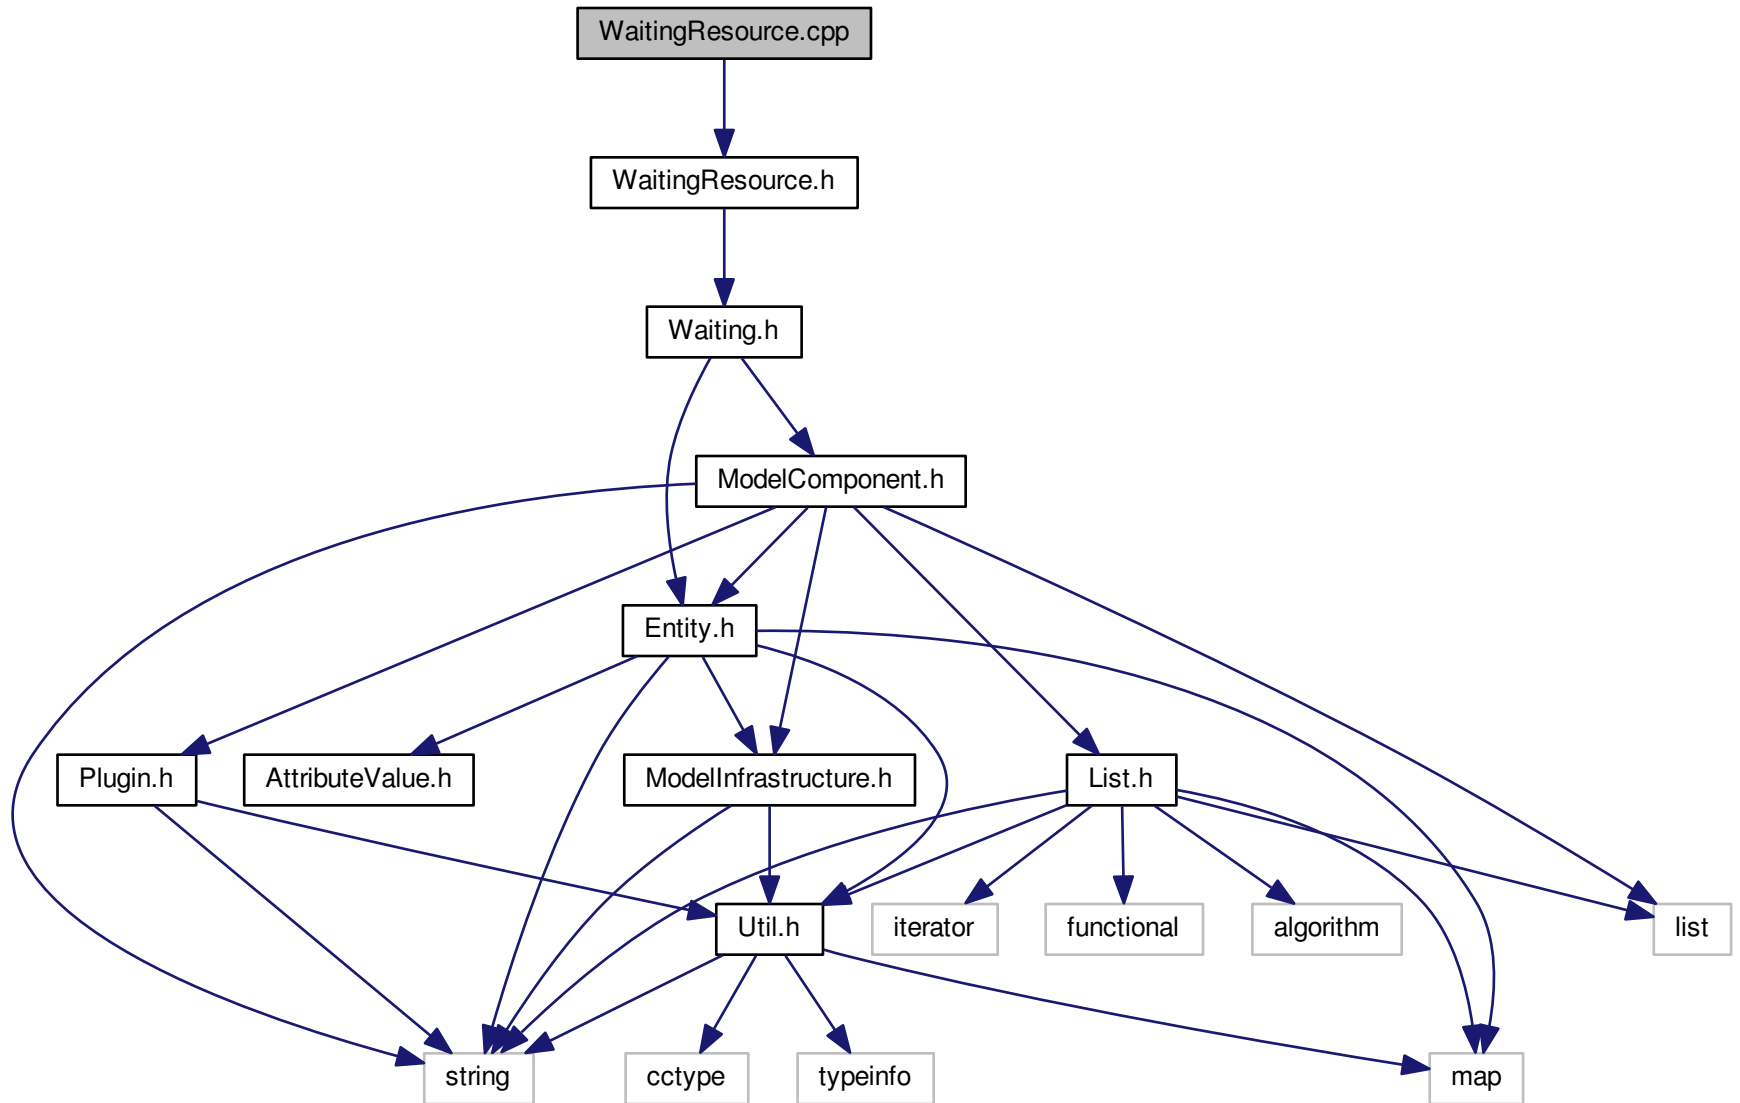 WaitingResource.cpp
WaitingResource.h
Waiting.h
ModelComponent.h
Entity.h
Plugin.h
AttributeValue.h
ModelInfrastructure.h
List.h
Util.h
iterator
functional
algorithm
list
string
cctype
typeinfo
map